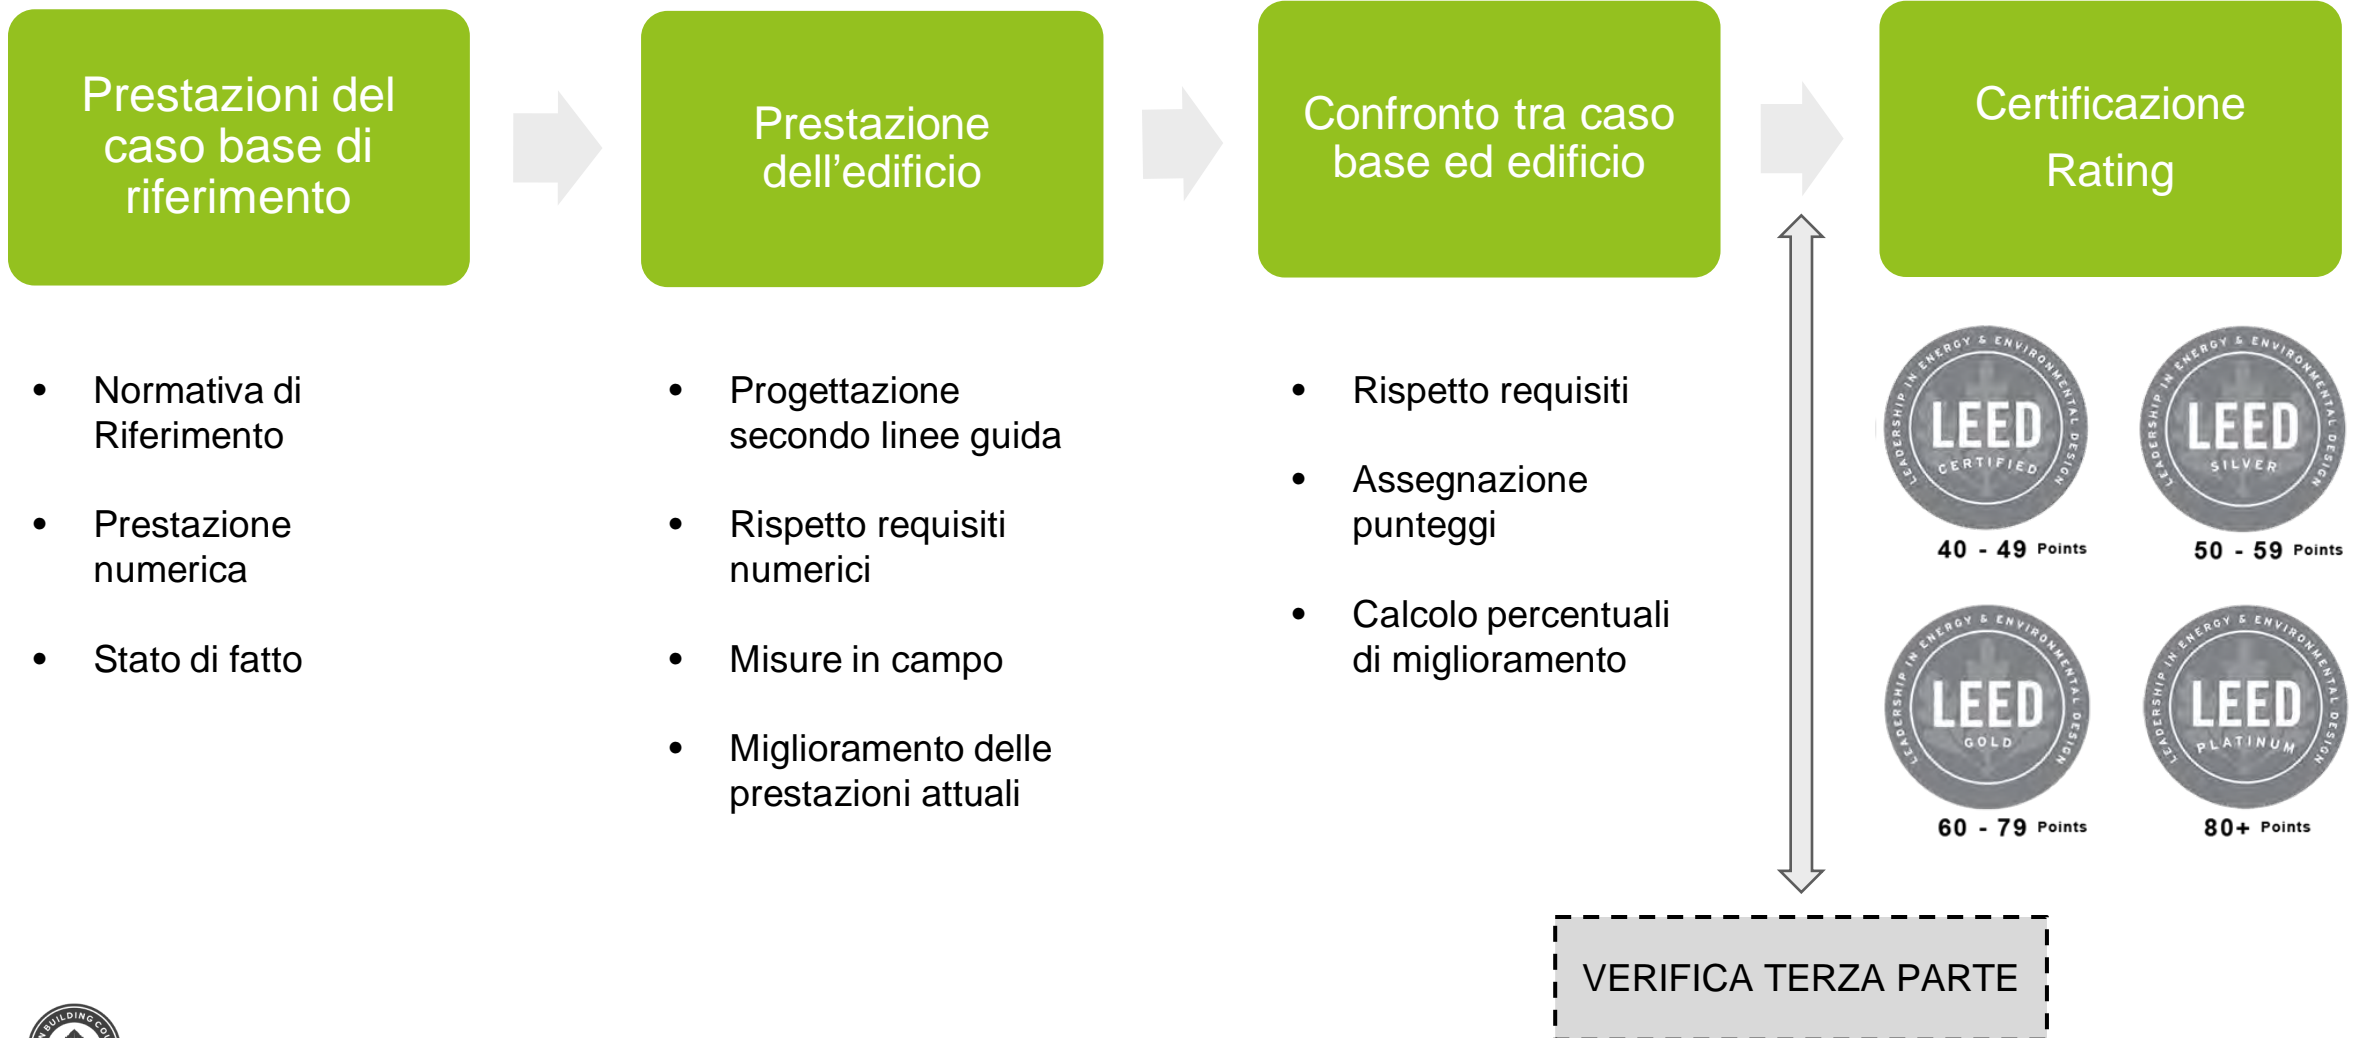 Prestazioni del
caso base di
riferimento
Prestazione
dell’edificio
Confronto tra caso
base ed edificio
Certificazione
Rating
• Normativa di
Riferimento
• Prestazione
numerica
• Stato di fatto
• Progettazione
secondo linee guida
• Rispetto requisiti
numerici
• Misure in campo
• Miglioramento delle
prestazioni attuali
• Rispetto requisiti
• Assegnazione
punteggi
• Calcolo percentuali
di miglioramento
LEADERSHIP IN ENERGY & ENVIRONMENTAL DESIGN
LEED
CERTIFIED
40 - 49 Points
LEADERSHIP IN ENERGY & ENVIRONMENTAL DESIGN
LEED
SILVER
50 - 59 Points
LEADERSHIP IN ENERGY & ENVIRONMENTAL DESIGN
LEED
GOLD
60 - 79 Points
LEADERSHIP IN ENERGY & ENVIRONMENTAL DESIGN
LEED
PLATINUM
80+ Points
VERIFICA TERZA PARTE
BUILDING